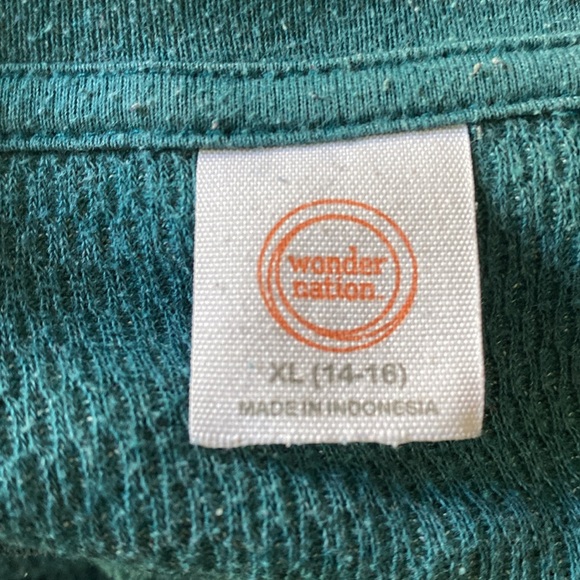 wonder
nation.
XL (14-16)
MADE IN INDONESIA